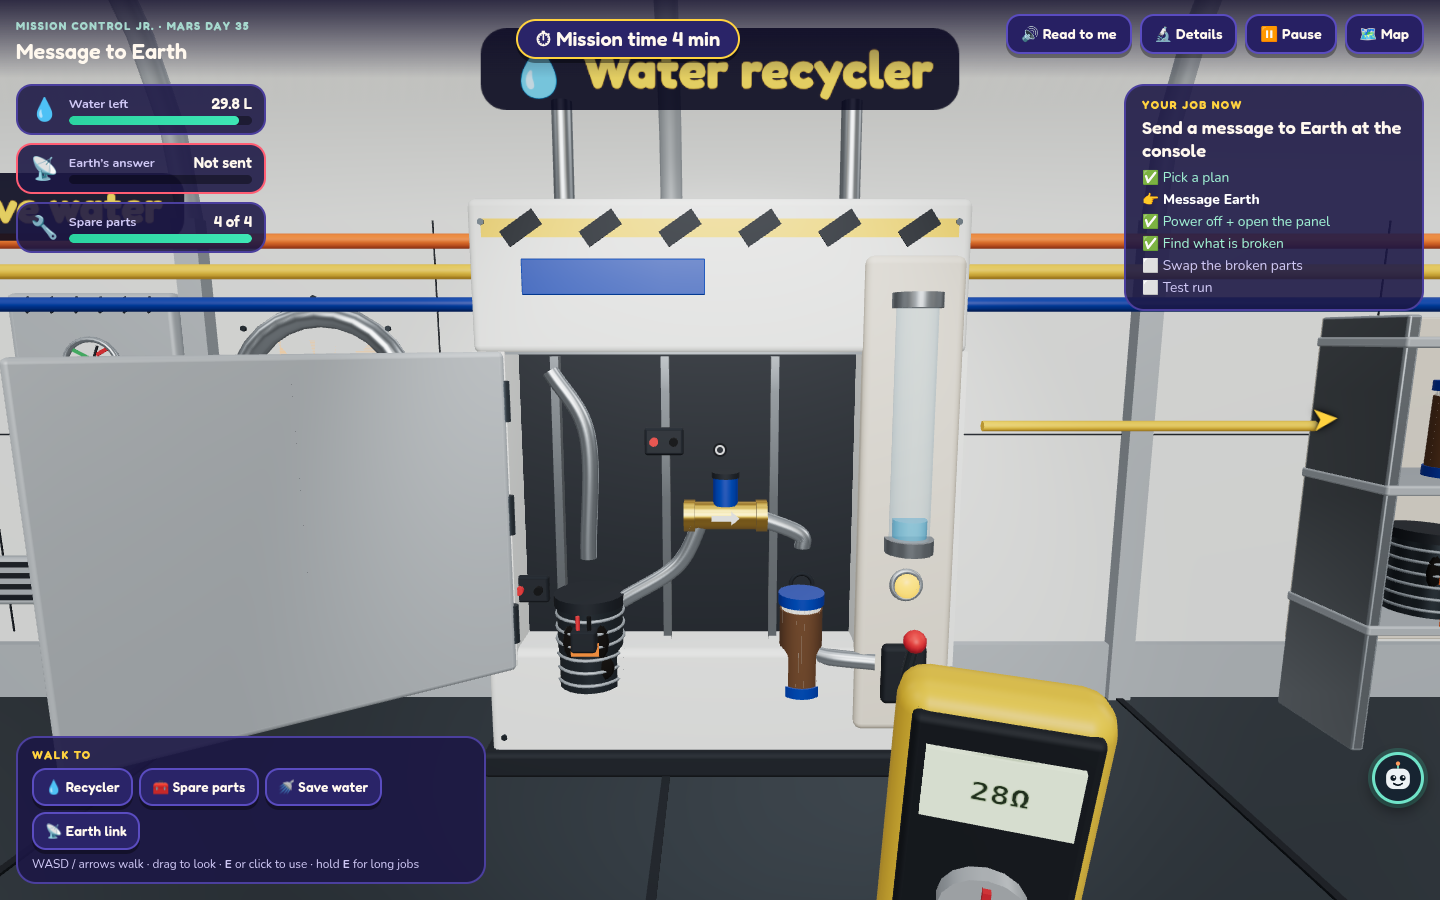 MISSION CONTROL JR. · MARS DAY 35
Message to Earth
Water left 29.8 L
Earth's answer Not sent
Spare parts 4 of 4
ve water
⏱ Mission time 4 min
Water recycler
Read to me
Details
Pause
Map
YOUR JOB NOW
Send a message to Earth at the
console
Pick a plan
Message Earth
Power off + open the panel
Find what is broken
Swap the broken parts
Test run
28Ω
WALK TO
Recycler
Spare parts
Save water
Earth link
WASD / arrows walk · drag to look · E or click to use · hold E for long jobs